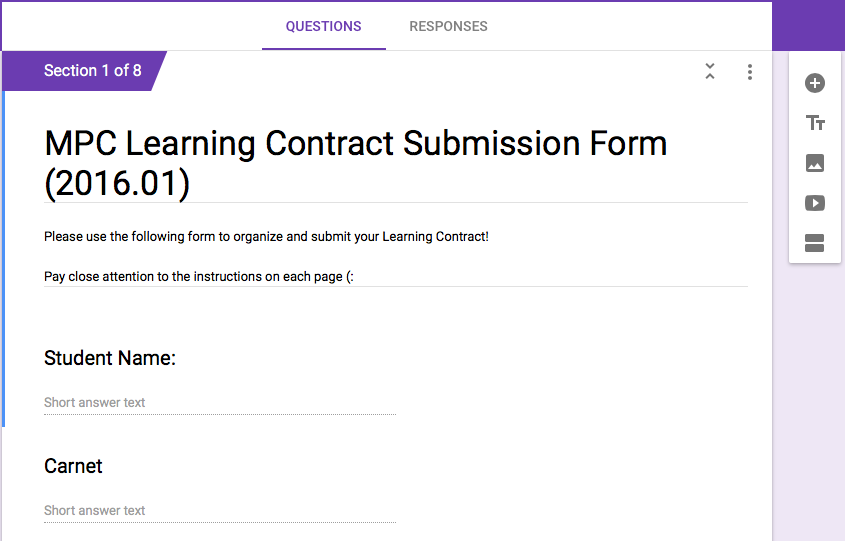 QUESTIONS RESPONSES
Section 1 of 8
MPC Learning Contract Submission Form
(2016.01)
Please use the following form to organize and submit your Learning Contract!
Pay close attention to the instructions on each page (:
Student Name:
Short answer text
Carnet
Short answer text